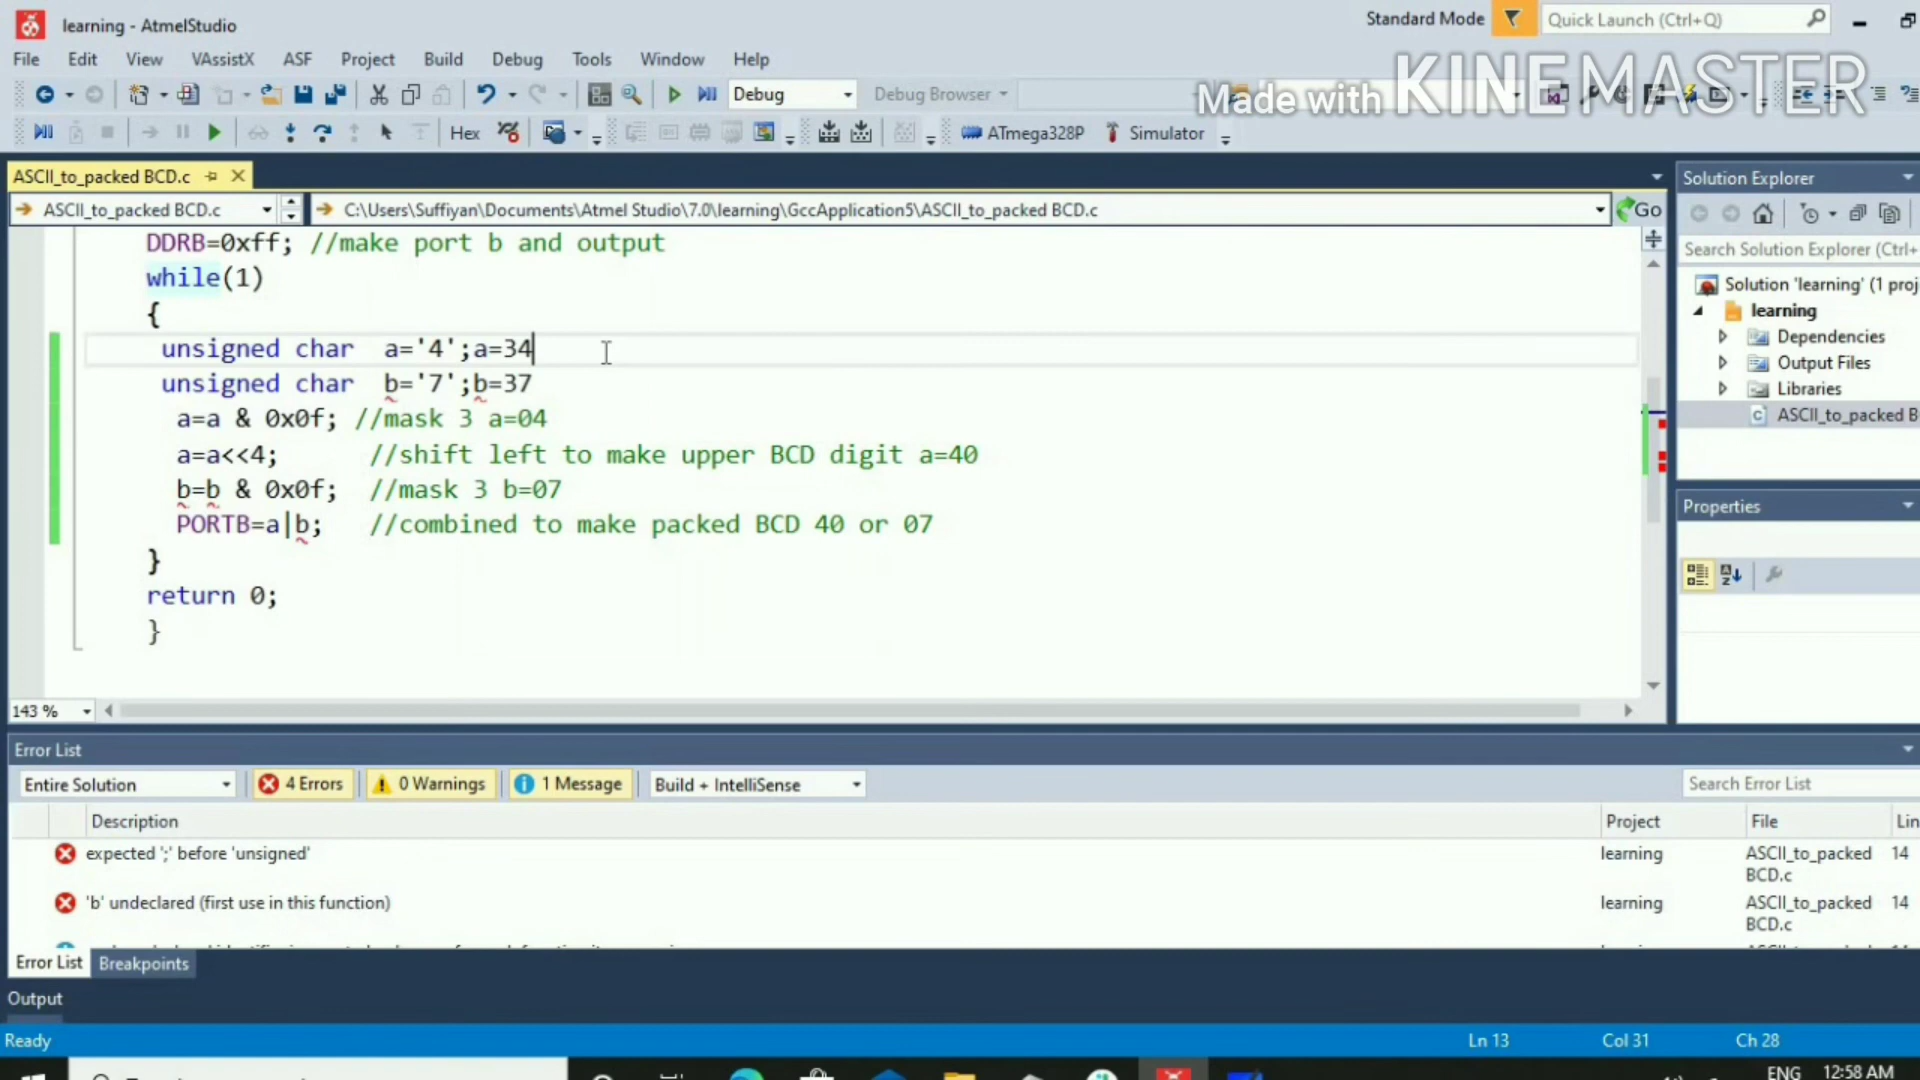 learning - AtmelStudio
Standard Mode
Quick Launch (Ctrl+Q)
File Edit View VAssistX ASF Project Build Debug Tools Window Help
Made with KINEMASTER
Debug
Debug Browser
Hex
ATmega328P
Simulator
ASCII_to_packed BCD.c
ASCII_to_packed BCD.c
C:\Users\Suffiyan\Documents\Atmel Studio\7.0\learning\GccApplication5\ASCII_to_packed BCD.c
Go
DDRB=0xff; //make port b and output
while(1)
{
unsigned char a='4';a=34
unsigned char b='7';b=37
a=a & 0x0f; //mask 3 a=04
a=a<<4; //shift left to make upper BCD digit a=40
b=b & 0x0f; //mask 3 b=07
PORTB=a|b; //combined to make packed BCD 40 or 07
}
return 0;
}
143 %
Solution Explorer
Search Solution Explorer (Ctrl+
Solution 'learning' (1 proj
learning
Dependencies
Output Files
Libraries
ASCII_to_packed B
Properties
Error List
Entire Solution
4 Errors
0 Warnings
1 Message
Build + IntelliSense
Search Error List
Description Project File Lin
expected ';' before 'unsigned' learning ASCII_to_packed BCD.c 14
'b' undeclared (first use in this function) learning ASCII_to_packed BCD.c 14
Error List Breakpoints
Output
Ready
Ln 13 Col 31 Ch 28
ENG 12:58 AM